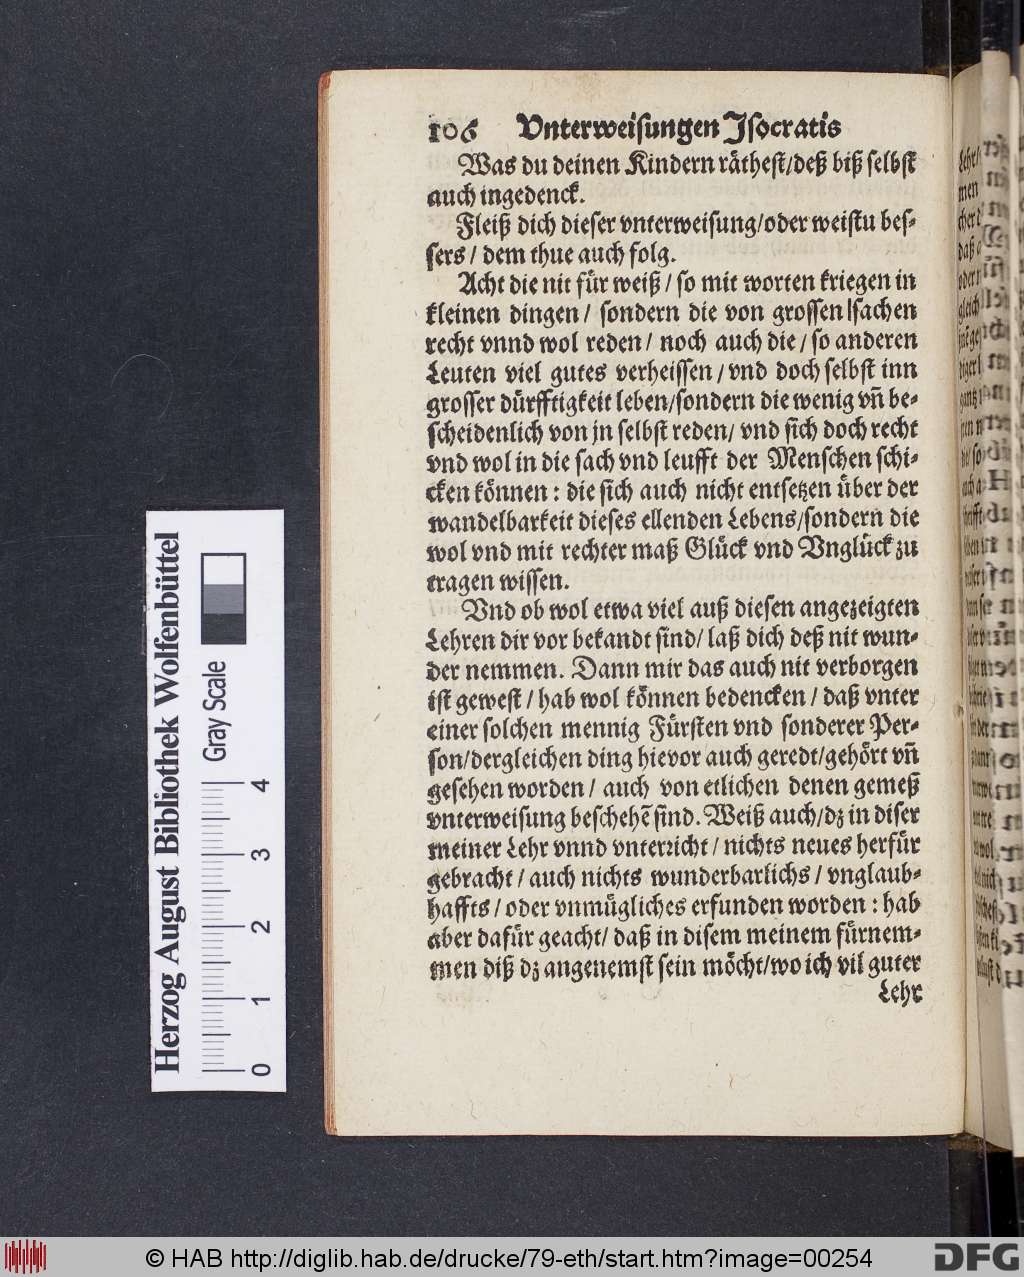 106 Vnterweisungen Jsocratis
Was du deinen Kindern räthest/deß biß selbst
auch ingedenck.
Fleiß dich dieser vnterweisung/oder weistu bes-
sers / dem thue auch folg.
Acht die nit für weiß / so mit worten kriegen in
kleinen dingen / sondern die von grossen sachen
recht vnnd wol reden / noch auch die / so anderen
Leuten viel gutes verheissen / vnd doch selbst inn
grosser dürfftigkeit leben/sondern die wenig vñ be-
scheidenlich von jn selbst reden/ vnd sich doch recht
vnd wol in die sach vnd leufft der Menschen schi-
cken können : die sich auch nicht entsetzen über der
wandelbarkeit dieses ellenden Lebens/sondern die
wol vnd mit rechter maß Glück vnd Vnglück zu
tragen wissen.
Vnd ob wol etwa viel auß diesen angezeigten
Lehren dir vor bekandt sind/ laß dich deß nit wun-
der nemmen. Dann mir das auch nit verborgen
ist gewest / hab wol können bedencken / daß vnter
einer solchen mennig Fürsten vnd sonderer Per-
son/dergleichen ding hievor auch geredt/gehört vñ
gesehen worden / auch von etlichen denen gemeß
vnterweisung beschehẽ sind. Weiß auch/dz in diser
meiner Lehr vnnd vnterricht / nichts neues herfür
gebracht / auch nichts wunderbarlichs / vnglaub-
haffts / oder vnmügliches erfunden worden : hab
aber dafür geacht/ daß in disem meinem fürnem-
men diß dz angenemst sein möcht/wo ich vil guter
Lehr
Herzog August Bibliothek Wolfenbüttel
Gray Scale
0 1 2 3 4
© HAB http://diglib.hab.de/drucke/79-eth/start.htm?image=00254
DFG